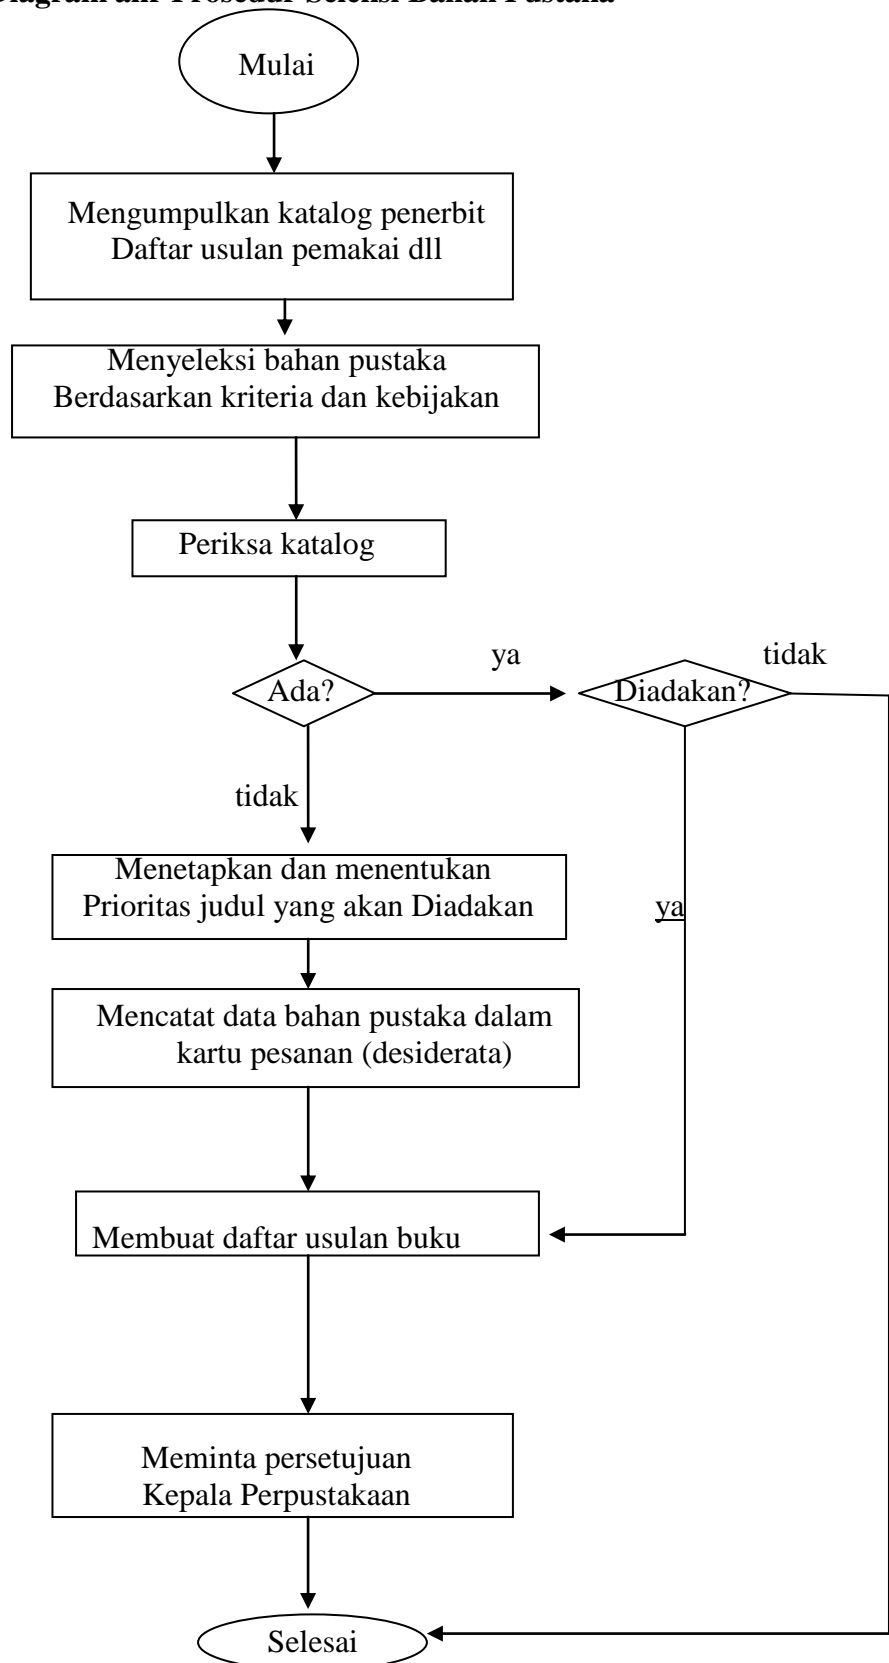 Diagram alir Prosedur Seleksi Bahan Pustaka
Mulai
Mengumpulkan katalog penerbit
Daftar usulan pemakai dll
Menyeleksi bahan pustaka
Berdasarkan kriteria dan kebijakan
Periksa katalog
ya
tidak
Ada?
Diadakan?
tidak
Menetapkan dan menentukan
Prioritas judul yang akan Diadakan
ya
Mencatat data bahan pustaka dalam
kartu pesanan (desiderata)
Membuat daftar usulan buku
Meminta persetujuan
Kepala Perpustakaan
Selesai